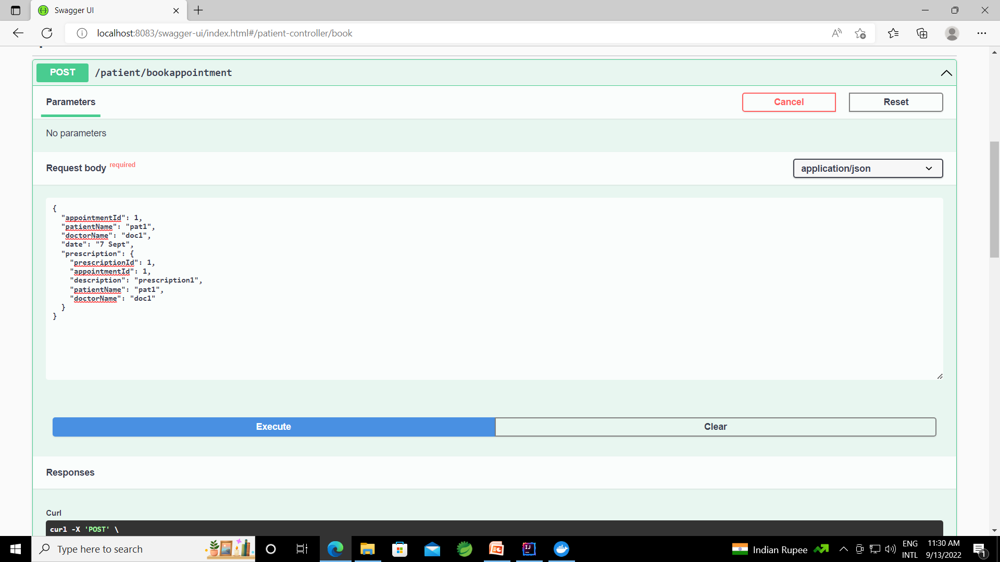 Swagger UI
localhost:8083/swagger-ui/index.html#/patient-controller/book
POST /patient/bookappointment
Parameters
Cancel
Reset
No parameters
Request body required
application/json
{
  "appointmentId": 1,
  "patientName": "pat1",
  "doctorName": "doc1",
  "date": "7 Sept",
  "prescription": {
    "prescriptionId": 1,
    "appointmentId": 1,
    "description": "prescription1",
    "patientName": "pat1",
    "doctorName": "doc1"
  }
}
Execute
Clear
Responses
Curl
curl -X 'POST' \
Type here to search
Indian Rupee
ENG
INTL
11:30 AM
9/13/2022
1